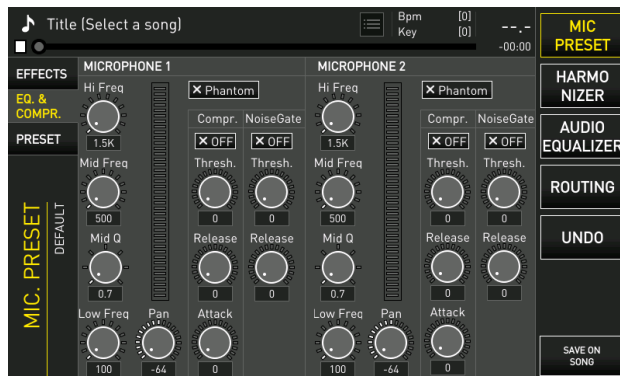 Title (Select a song)
Bpm [0]
Key [0]
--.-
-00:00
MIC
PRESET
HARMO
NIZER
AUDIO
EQUALIZER
ROUTING
UNDO
SAVE ON
SONG
EFFECTS
EQ. &
COMPR.
PRESET
MIC. PRESET
DEFAULT
MICROPHONE 1
Hi Freq
1.5K
Mid Freq
500
Mid Q
0.7
Low Freq
100
Pan
-64
X Phantom
Compr. NoiseGate
X OFF X OFF
Thresh. Thresh.
0 0
Release Release
0 0
Attack
0
MICROPHONE 2
Hi Freq
1.5K
Mid Freq
500
Mid Q
0.7
Low Freq
100
Pan
-64
X Phantom
Compr. NoiseGate
X OFF X OFF
Thresh. Thresh.
0 0
Release Release
0 0
Attack
0